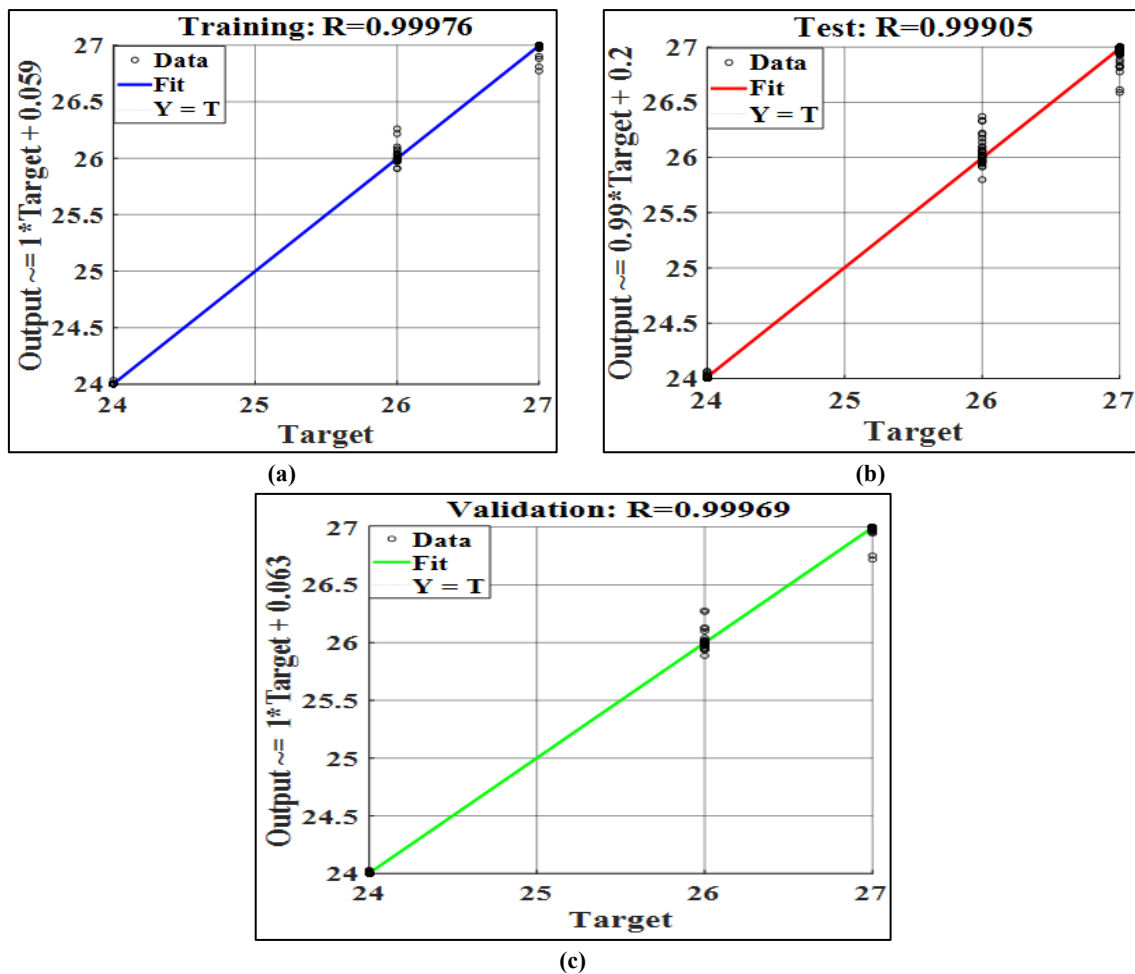 Training: R=0.99976
Output ~= 1*Target + 0.059
27
26.5
26
25.5
25
24.5
24
Data
Fit
Y = T
24
25
26
27
Target
(a)
Test: R=0.99905
Output ~= 0.99*Target + 0.2
27
26.5
26
25.5
25
24.5
24
Data
Fit
Y = T
24
25
26
27
Target
(b)
Validation: R=0.99969
Output ~= 1*Target + 0.063
27
26.5
26
25.5
25
24.5
24
Data
Fit
Y = T
24
25
26
27
Target
(c)